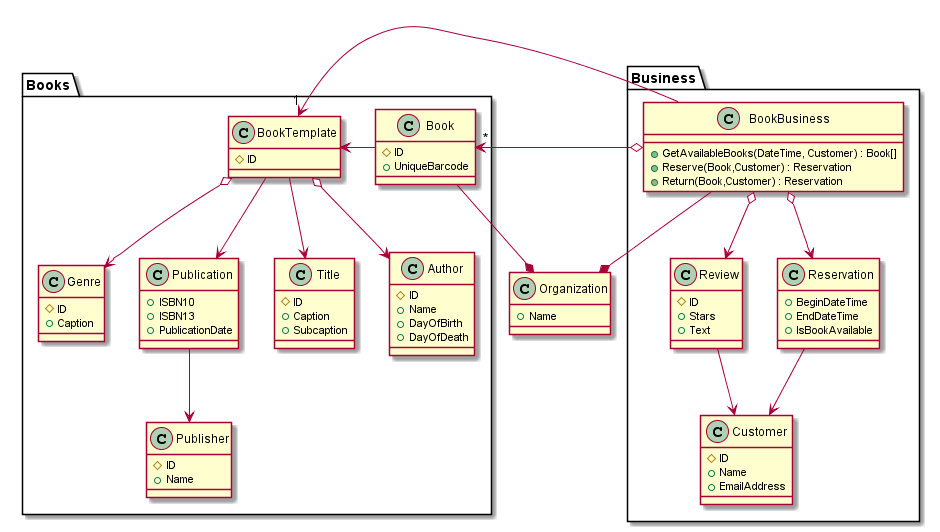 Books
Business
1
C BookTemplate
ID
C Book
ID
UniqueBarcode
*
C BookBusiness
GetAvailableBooks(DateTime, Customer) : Book[]
Reserve(Book,Customer) : Reservation
Return(Book,Customer) : Reservation
C Genre
ID
Caption
C Publication
ISBN10
ISBN13
PublicationDate
C Title
ID
Caption
Subcaption
C Author
ID
Name
DayOfBirth
DayOfDeath
C Organization
Name
C Review
ID
Stars
Text
C Reservation
BeginDateTime
EndDateTime
IsBookAvailable
C Publisher
ID
Name
C Customer
ID
Name
EmailAddress